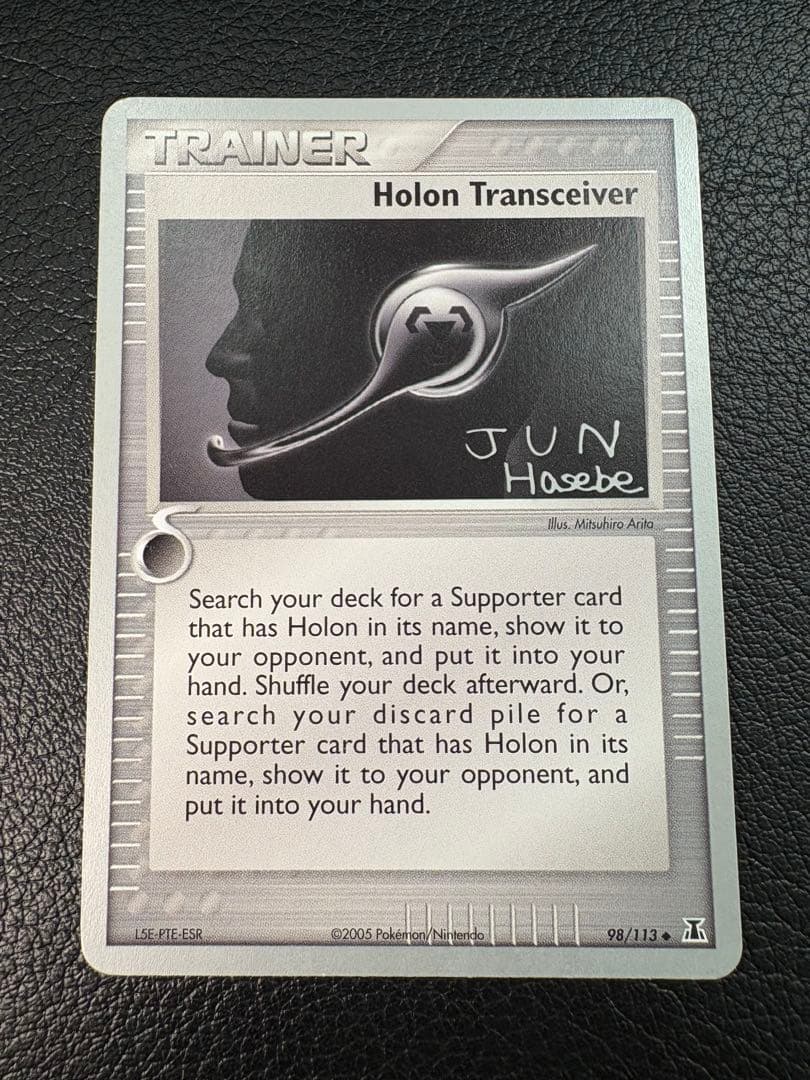 TRAINER
Holon Transceiver
JUN
Hasebe
Illus. Mitsuhiro Arita
Search your deck for a Supporter card
that has Holon in its name, show it to
your opponent, and put it into your
hand. Shuffle your deck afterward. Or,
search your discard pile for a
Supporter card that has Holon in its
name, show it to your opponent, and
put it into your hand.
L5E-PTE-ESR
©2005 Pokémon/Nintendo
98/113